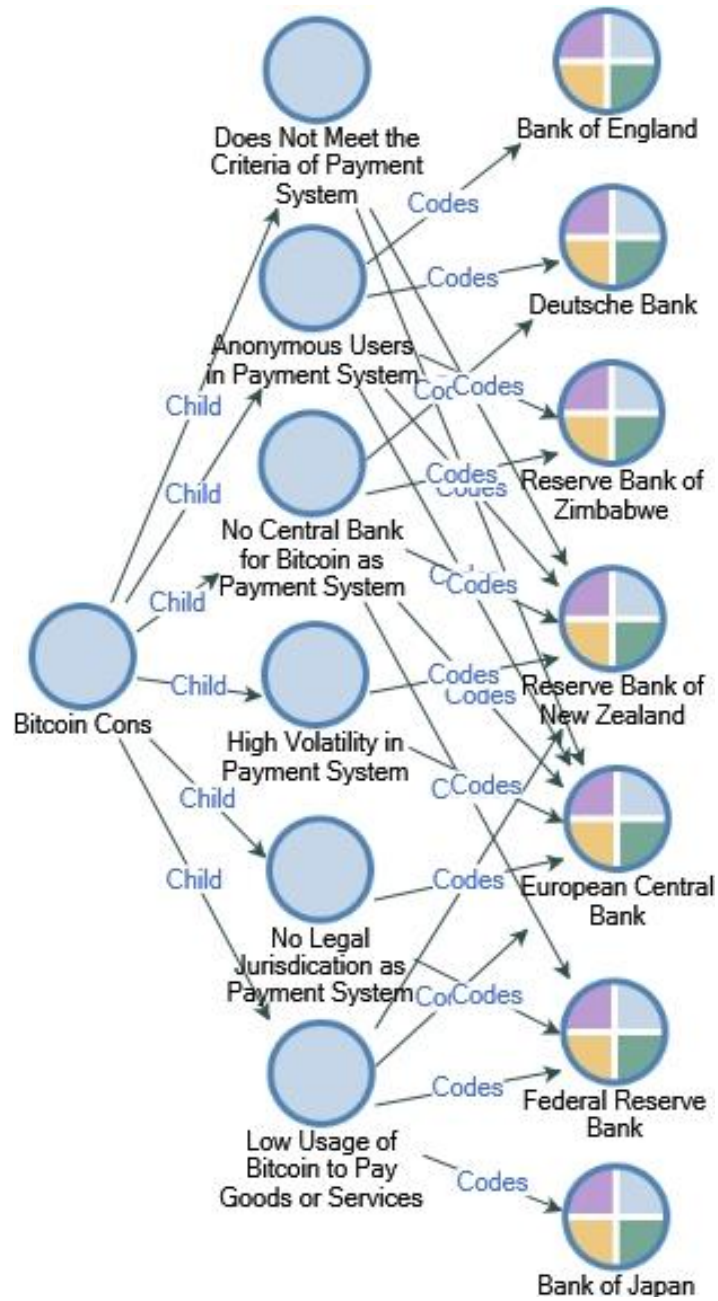 Does Not Meet the
Criteria of Payment
System
Bank of England
Codes
Codes
Deutsche Bank
Anonymous Users
in Payment System
Child
Codes
Reserve Bank of
Zimbabwe
Child
Codes
Codes
No Central Bank
for Bitcoin as
Payment System
Child
Codes
Bitcoin Cons
Child
Codes
Codes
Reserve Bank of
New Zealand
High Volatility in
Payment System
Child
Codes
Child
Codes
European Central
Bank
No Legal
Jurisdication as
Payment System
Codes
Codes
Federal Reserve
Bank
Low Usage of
Bitcoin to Pay
Goods or Services
Codes
Bank of Japan